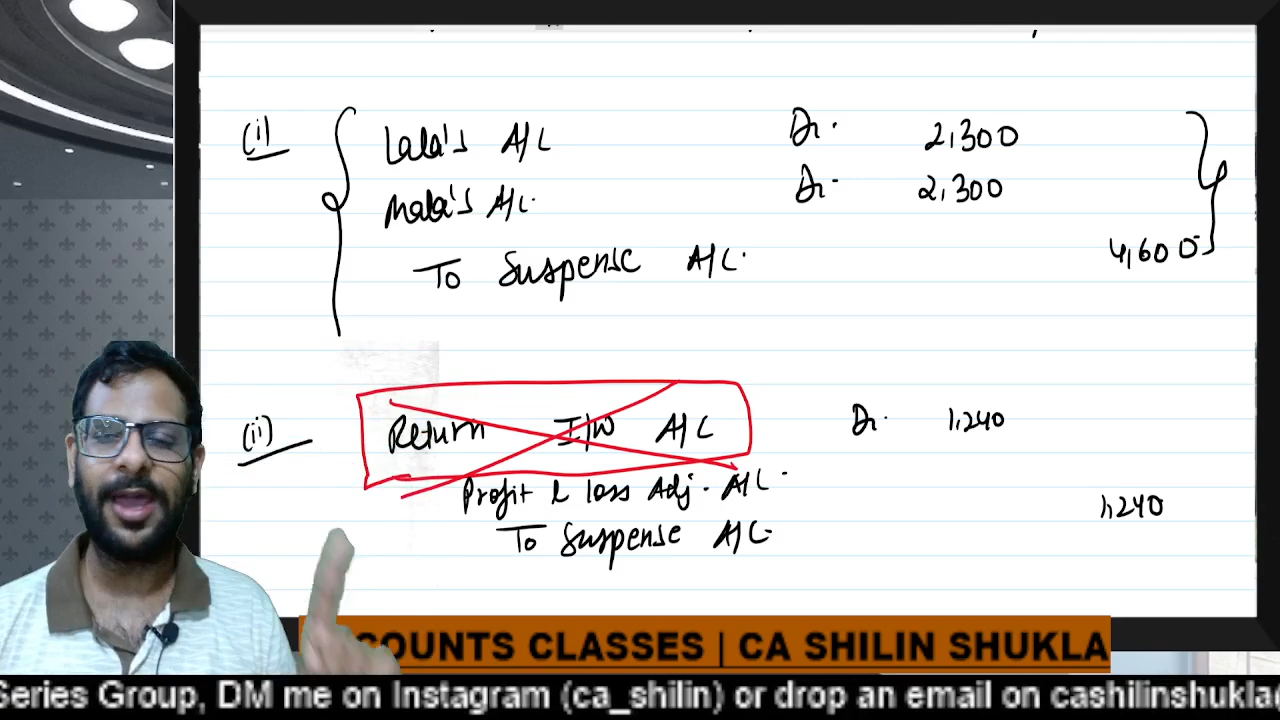 (i) Lala's A/C Dr. 2,300
Mala's A/C. Dr. 2,300
To Suspense A/C. 4,600
(ii) Return I/W A/C Dr. 1,240
Profit & loss Adj. A/C. 1,240
To Suspense A/C.
COUNTS CLASSES | CA SHILIN SHUKLA
Series Group, DM me on Instagram (ca_shilin) or drop an email on cashilinshukla